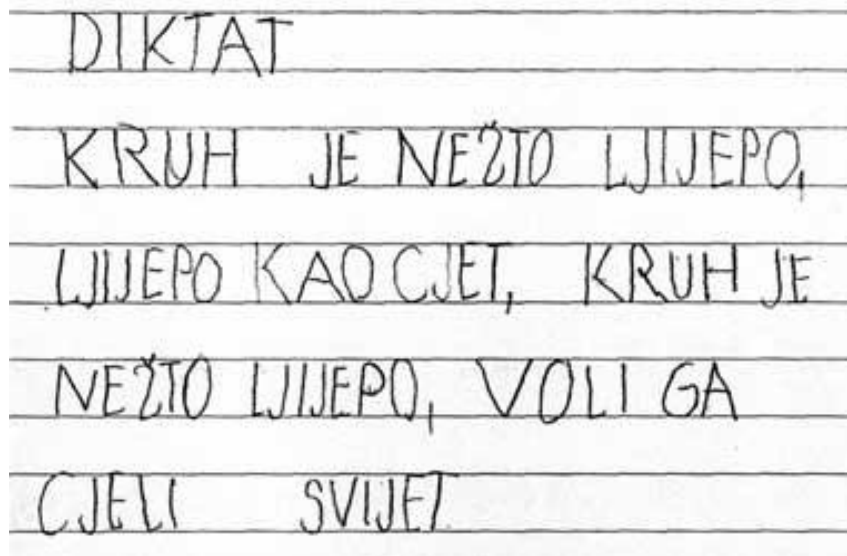 DIKTAT
KRUH JE NEŽTO LJIJEPO,
LJIJEPO KAO CJET, KRUH JE
NEŽTO LJIJEPO, VOLI GA
CJELI SVIJET